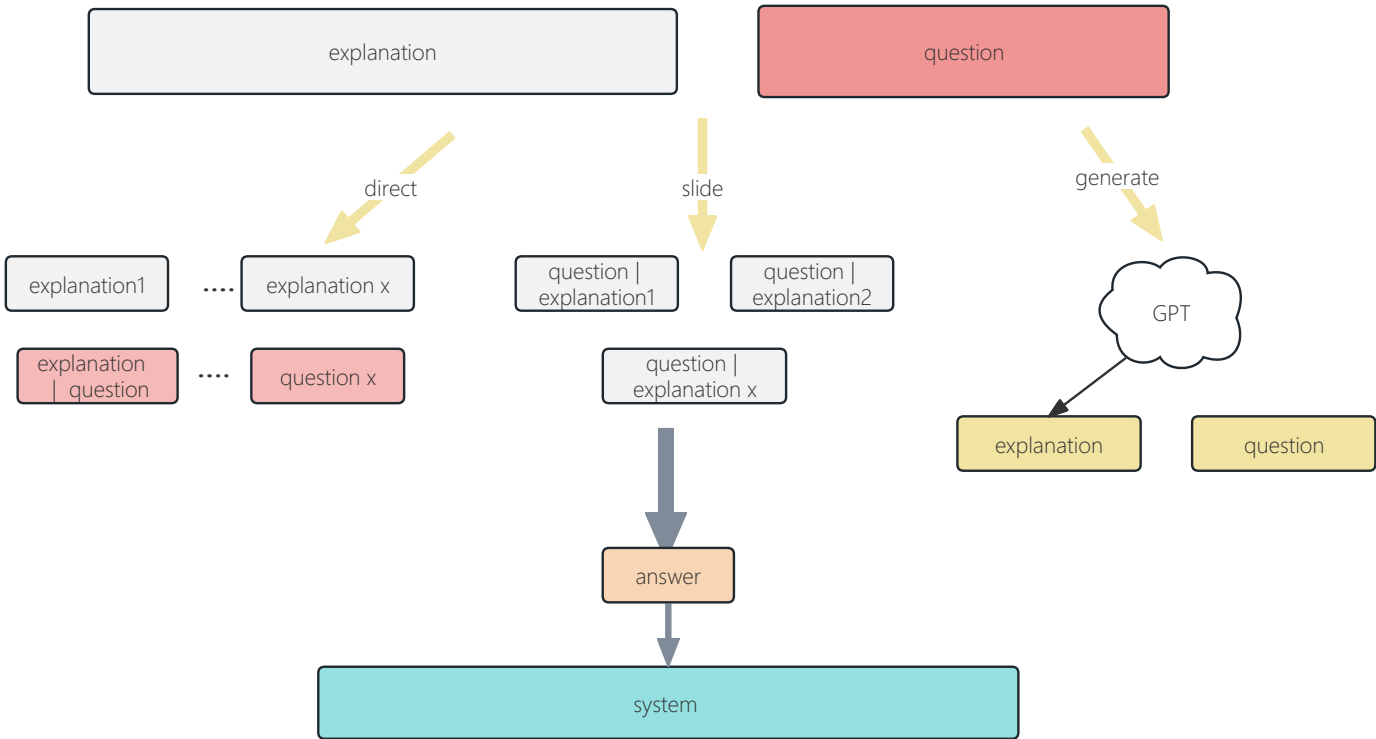 explanation
question
direct
slide
generate
explanation1
....
explanation x
question |
explanation1
question |
explanation2
GPT
explanation
| question
....
question x
question |
explanation x
explanation
question
answer
system